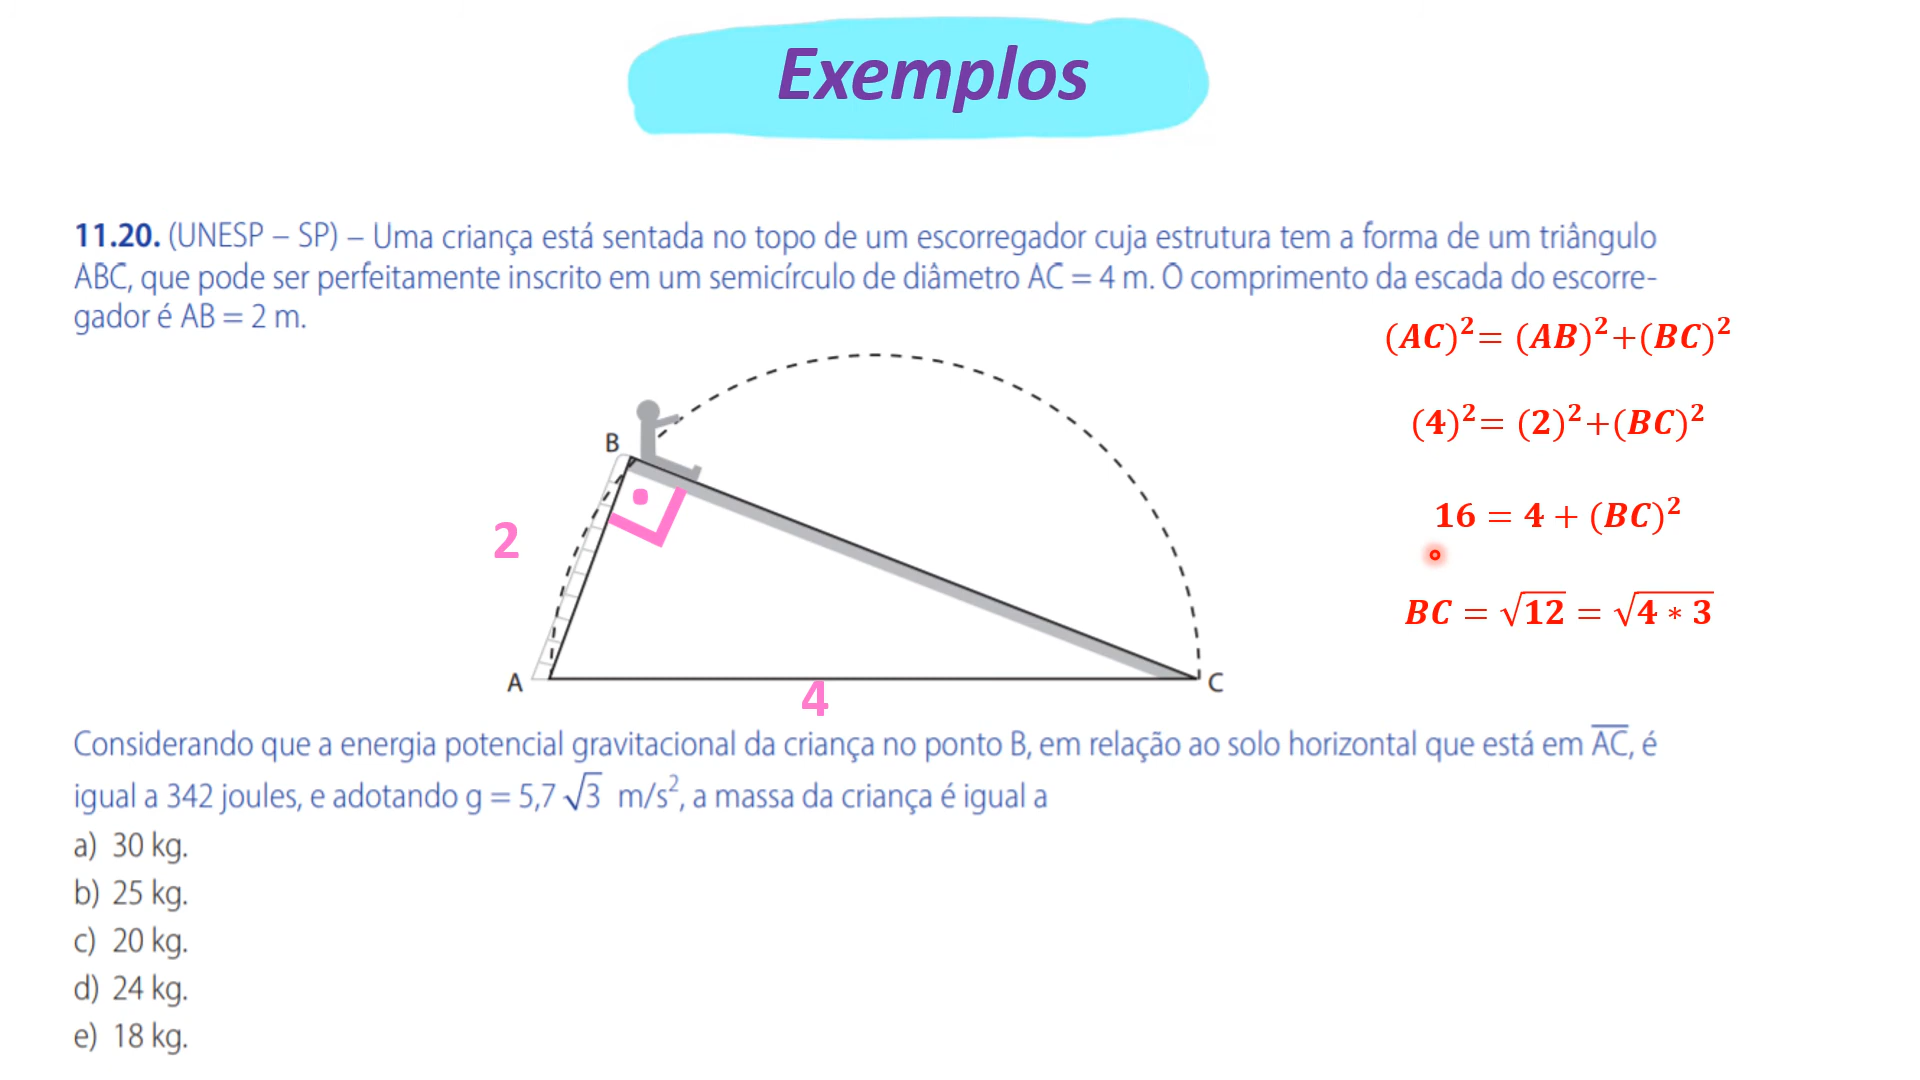 Exemplos
11.20. (UNESP – SP) – Uma criança está sentada no topo de um escorregador cuja estrutura tem a forma de um triângulo
ABC, que pode ser perfeitamente inscrito em um semicírculo de diâmetro AC = 4 m. O comprimento da escada do escorre-
gador é AB = 2 m.
(AC)²= (AB)²+(BC)²
(4)²= (2)²+(BC)²
16 = 4 + (BC)²
BC = √12 = √4 * 3
B
2
A
C
4
Considerando que a energia potencial gravitacional da criança no ponto B, em relação ao solo horizontal que está em A̅C̅, é
igual a 342 joules, e adotando g = 5,7 √3 m/s², a massa da criança é igual a
a) 30 kg.
b) 25 kg.
c) 20 kg.
d) 24 kg.
e) 18 kg.